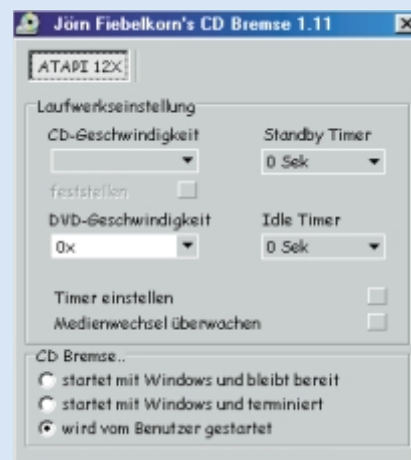 Jörn Fiebelkorn's CD Bremse 1.11
ATAPI 12X
Laufwerkseinstellung
CD-Geschwindigkeit Standby Timer
0 Sek
feststellen
DVD-Geschwindigkeit Idle Timer
0x 0 Sek
Timer einstellen
Medienwechsel überwachen
CD Bremse..
startet mit Windows und bleibt bereit
startet mit Windows und terminiert
wird vom Benutzer gestartet